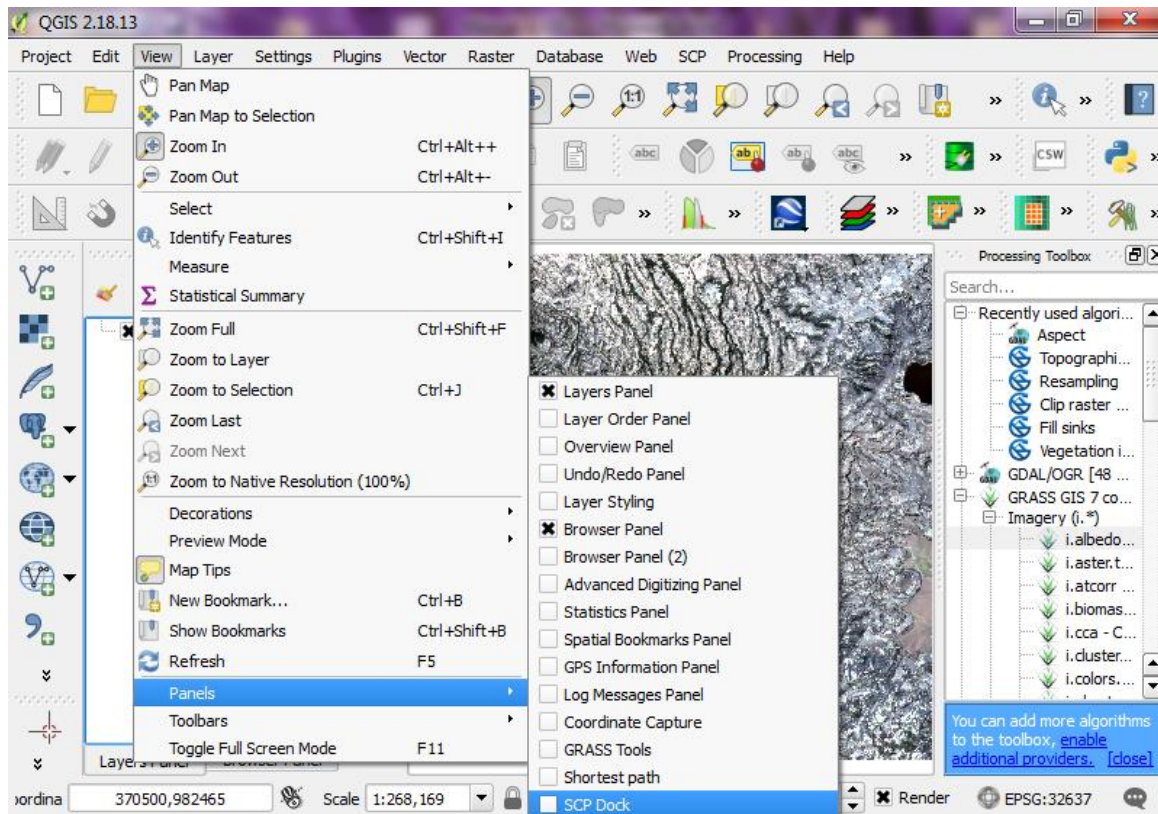 QGIS 2.18.13
Project Edit View Layer Settings Plugins Vector Raster Database Web SCP Processing Help
Pan Map
Pan Map to Selection
Zoom In Ctrl+Alt++
Zoom Out Ctrl+Alt+-
Select
Identify Features Ctrl+Shift+I
Measure
Statistical Summary
Zoom Full Ctrl+Shift+F
Zoom to Layer
Zoom to Selection Ctrl+J
Zoom Last
Zoom Next
Zoom to Native Resolution (100%)
Decorations
Preview Mode
Map Tips
New Bookmark... Ctrl+B
Show Bookmarks Ctrl+Shift+B
Refresh F5
Panels
Toolbars
Toggle Full Screen Mode F11
Layers Panel
Layer Order Panel
Overview Panel
Undo/Redo Panel
Layer Styling
Browser Panel
Browser Panel (2)
Advanced Digitizing Panel
Statistics Panel
Spatial Bookmarks Panel
GPS Information Panel
Log Messages Panel
Coordinate Capture
GRASS Tools
Shortest path
SCP Dock
1:1
abc ab ab abc
CSW
Processing Toolbox
Search...
Recently used algori...
Aspect
Topographi...
Resampling
Clip raster ...
Fill sinks
Vegetation i...
GDAL/OGR [48 ...
GRASS GIS 7 co...
Imagery (i.*)
i.albedo...
i.aster.t...
i.atcorr ...
i.biomas...
i.cca - C...
i.cluster...
i.colors....
You can add more algorithms
to the toolbox, enable
additional providers. [close]
ordina 370500,982465 Scale 1:268,169 Render EPSG:32637